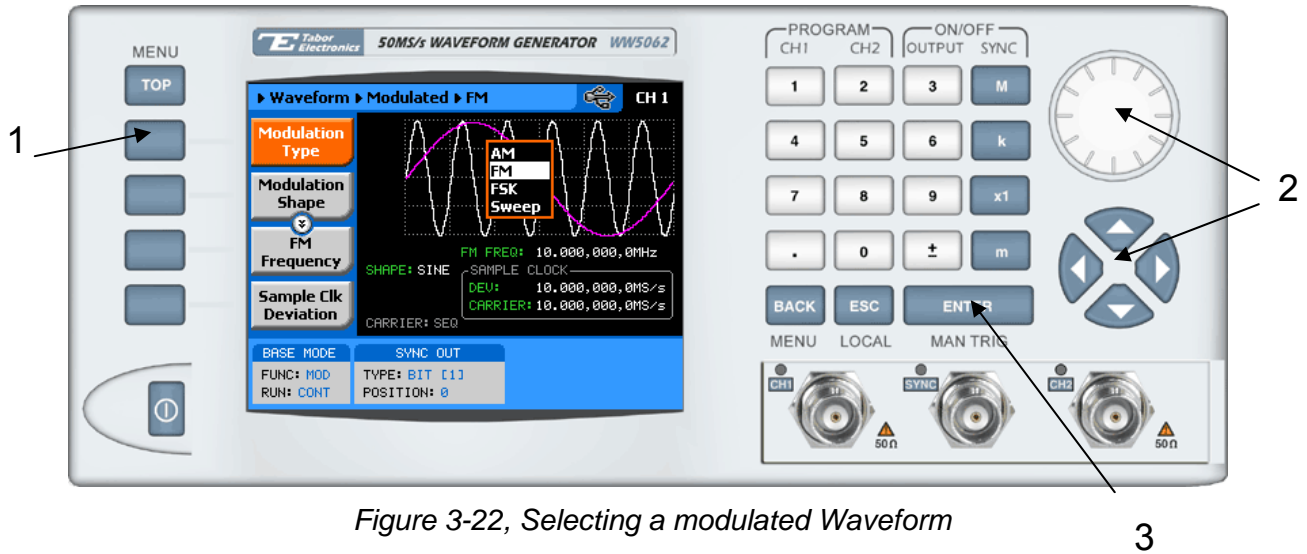 MENU
TOP
1
Tabor Electronics 50MS/s WAVEFORM GENERATOR WW5062
Waveform Modulated FM CH 1
Modulation Type
Modulation Shape
FM Frequency
Sample Clk Deviation
AM
FM
FSK
Sweep
FM FREQ: 10.000,000,0MHz
SHAPE: SINE
SAMPLE CLOCK
DEV: 10.000,000,0MS/s
CARRIER: 10.000,000,0MS/s
CARRIER: SEQ
BASE MODE
FUNC: MOD
RUN: CONT
SYNC OUT
TYPE: BIT [1]
POSITION: 0
PROGRAM
CH1 CH2
ON/OFF
OUTPUT SYNC
1 2 3 M
4 5 6 k
7 8 9 x1
. 0 ± m
BACK ESC ENTER
MENU LOCAL MAN TRIG
2
CH1 SYNC CH2
50Ω 50Ω
3
Figure 3-22, Selecting a modulated Waveform